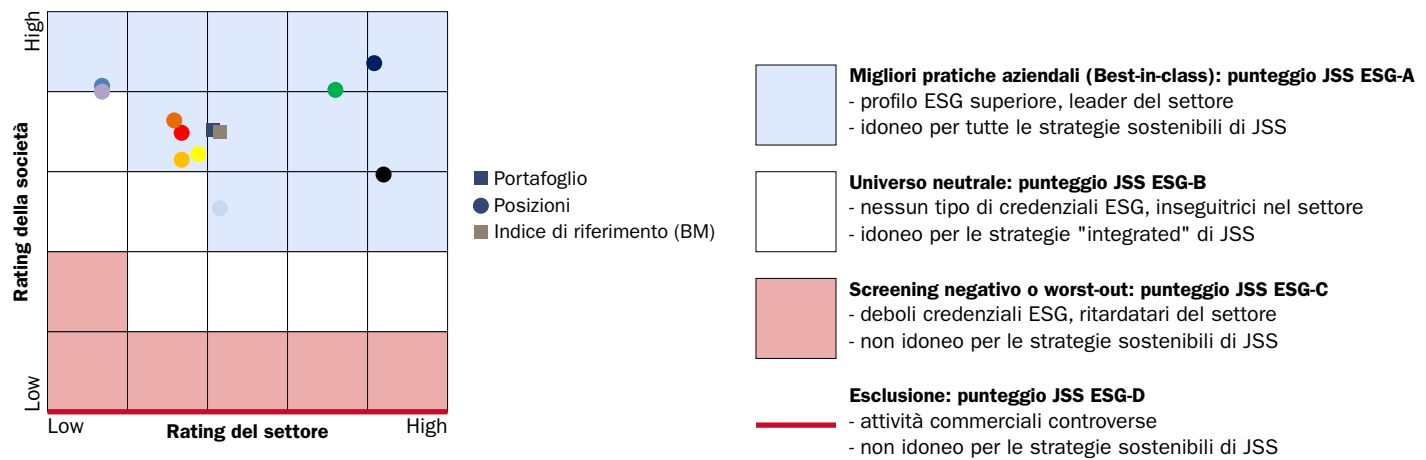 High
Rating della società
Low
Low
Rating del settore
High
Portafoglio
Posizioni
Indice di riferimento (BM)
Migliori pratiche aziendali (Best-in-class): punteggio JSS ESG-A
- profilo ESG superiore, leader del settore
- idoneo per tutte le strategie sostenibili di JSS
Universo neutrale: punteggio JSS ESG-B
- nessun tipo di credenziali ESG, inseguitrici nel settore
- idoneo per le strategie "integrated" di JSS
Screening negativo o worst-out: punteggio JSS ESG-C
- deboli credenziali ESG, ritardatari del settore
- non idoneo per le strategie sostenibili di JSS
Esclusione: punteggio JSS ESG-D
- attività commerciali controverse
- non idoneo per le strategie sostenibili di JSS